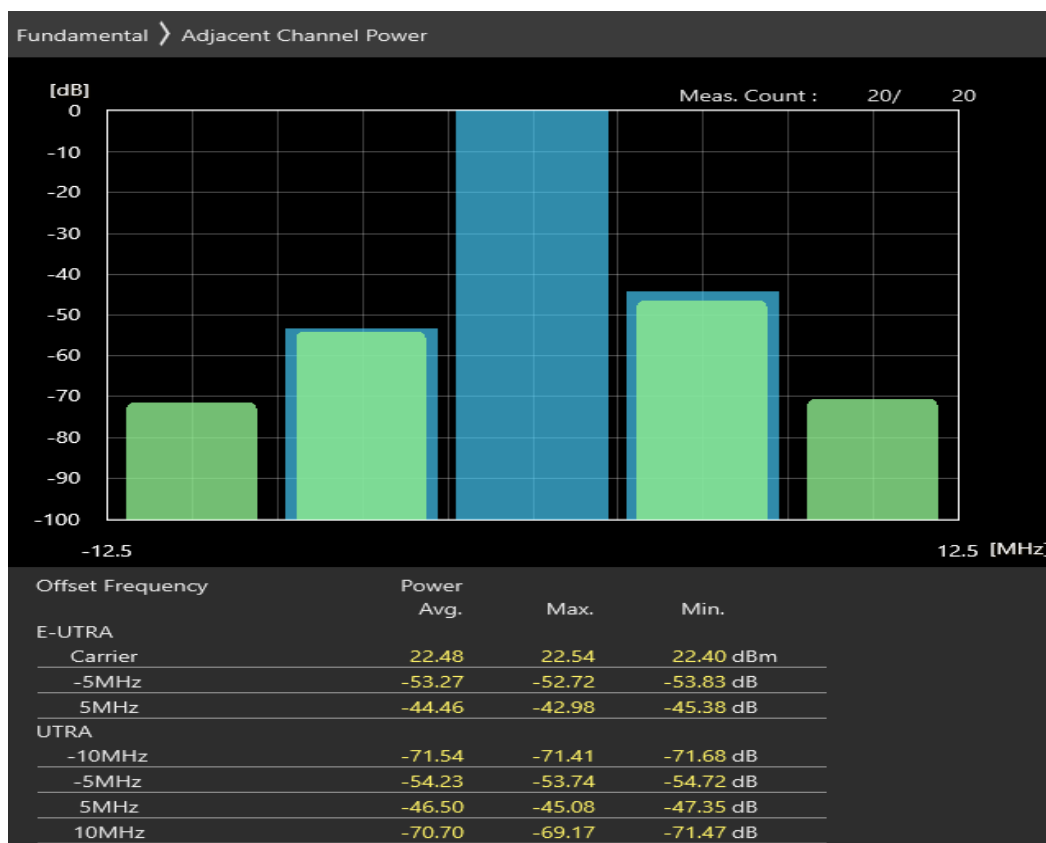 Fundamental 〉 Adjacent Channel Power
[dB]
Meas. Count : 20/ 20
0
-10
-20
-30
-40
-50
-60
-70
-80
-90
-100
-12.5 12.5 [MHz]
Offset Frequency Power
Avg. Max. Min.
E-UTRA
Carrier 22.48 22.54 22.40 dBm
-5MHz -53.27 -52.72 -53.83 dB
5MHz -44.46 -42.98 -45.38 dB
UTRA
-10MHz -71.54 -71.41 -71.68 dB
-5MHz -54.23 -53.74 -54.72 dB
5MHz -46.50 -45.08 -47.35 dB
10MHz -70.70 -69.17 -71.47 dB